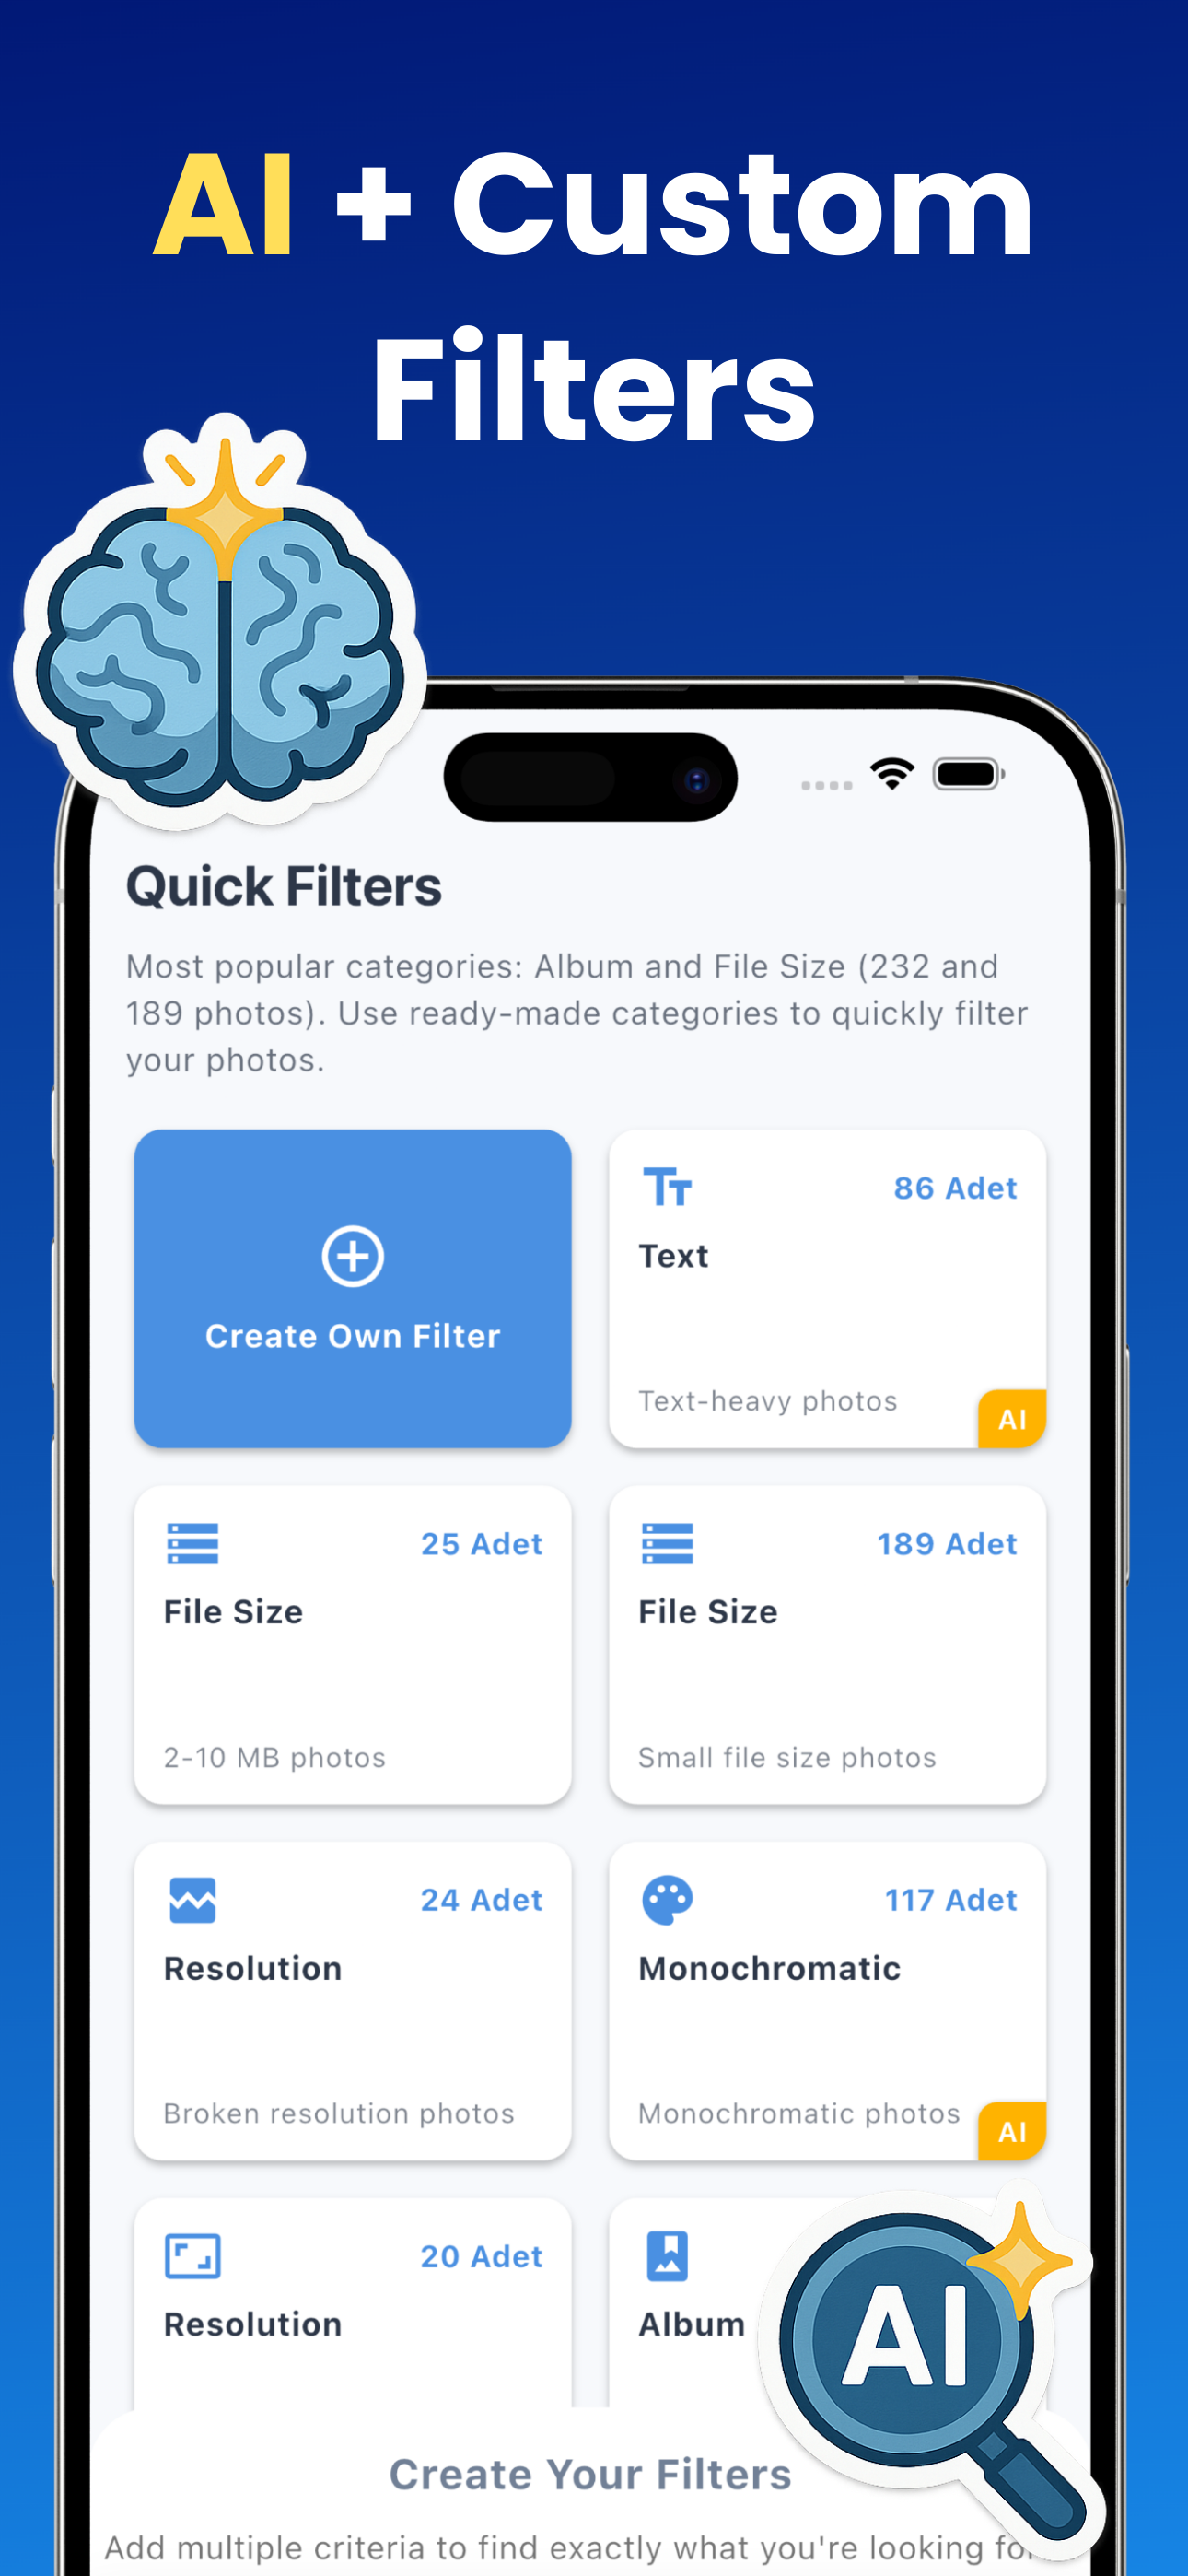 AI + Custom
Filters
Quick Filters
Most popular categories: Album and File Size (232 and
189 photos). Use ready-made categories to quickly filter
your photos.
Create Own Filter
86 Adet
Text
Text-heavy photos
AI
25 Adet
File Size
2-10 MB photos
189 Adet
File Size
Small file size photos
24 Adet
Resolution
Broken resolution photos
117 Adet
Monochromatic
Monochromatic photos
AI
20 Adet
Resolution
Album
AI
Create Your Filters
Add multiple criteria to find exactly what you're looking for